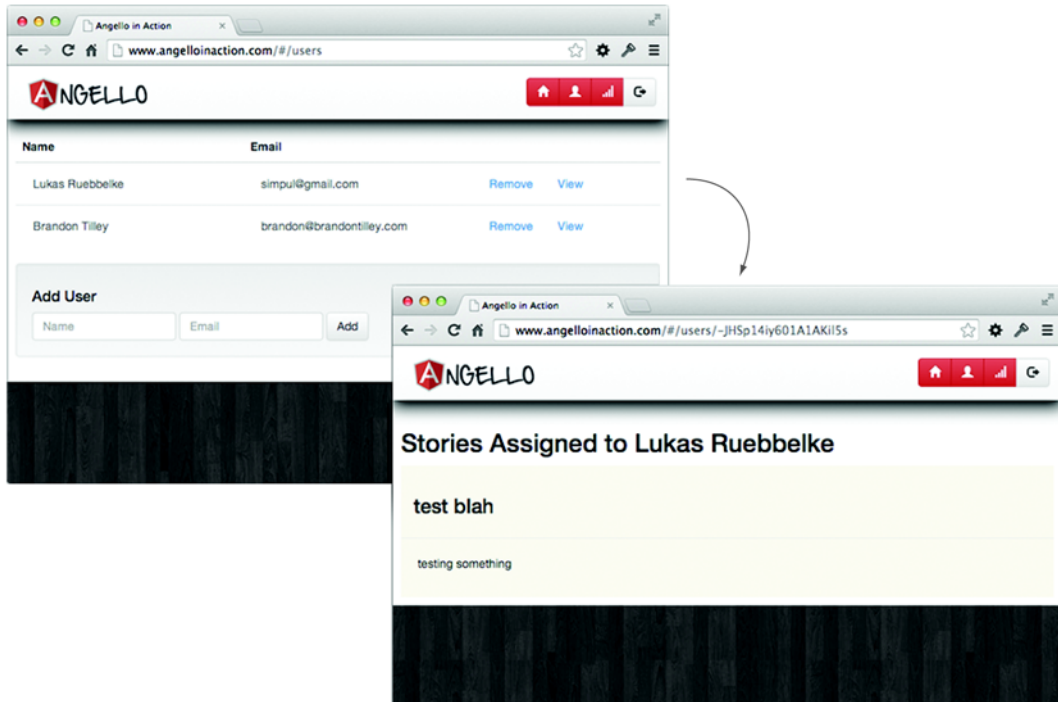 Angello in Action
www.angelloinaction.com/#/users
ANGELLO
Name Email
Lukas Ruebbelke simpul@gmail.com Remove View
Brandon Tilley brandon@brandontilley.com Remove View
Add User
Name Email Add
Angello in Action
www.angelloinaction.com/#/users/-JHSp14iy601A1AKil5s
ANGELLO
Stories Assigned to Lukas Ruebbelke
test blah
testing something